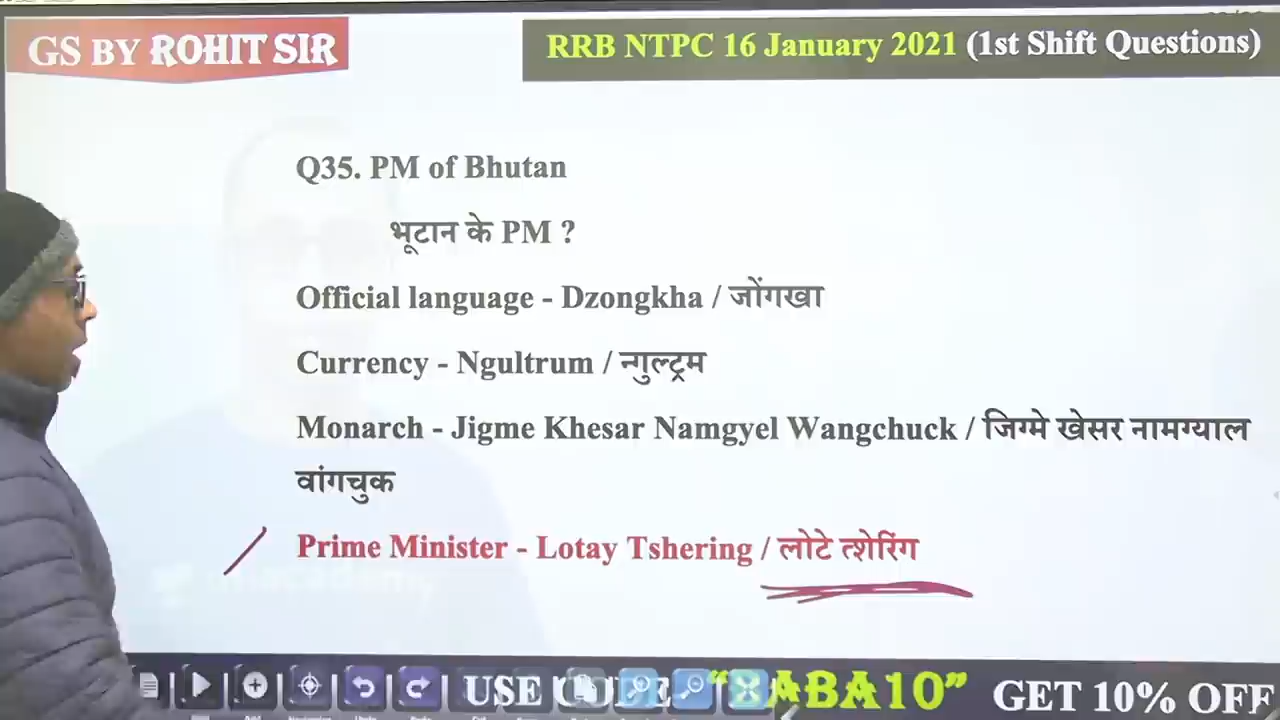 GS BY ROHIT SIR
RRB NTPC 16 January 2021 (1st Shift Questions)
Q35. PM of Bhutan
भूटान के PM ?
Official language - Dzongkha / जोंगखा
Currency - Ngultrum / न्गुल्ट्रम
Monarch - Jigme Khesar Namgyel Wangchuck / जिग्मे खेसर नामग्याल
वांगचुक
Prime Minister - Lotay Tshering / लोटे त्शेरिंग
USE CODE "BABA10" GET 10% OFF